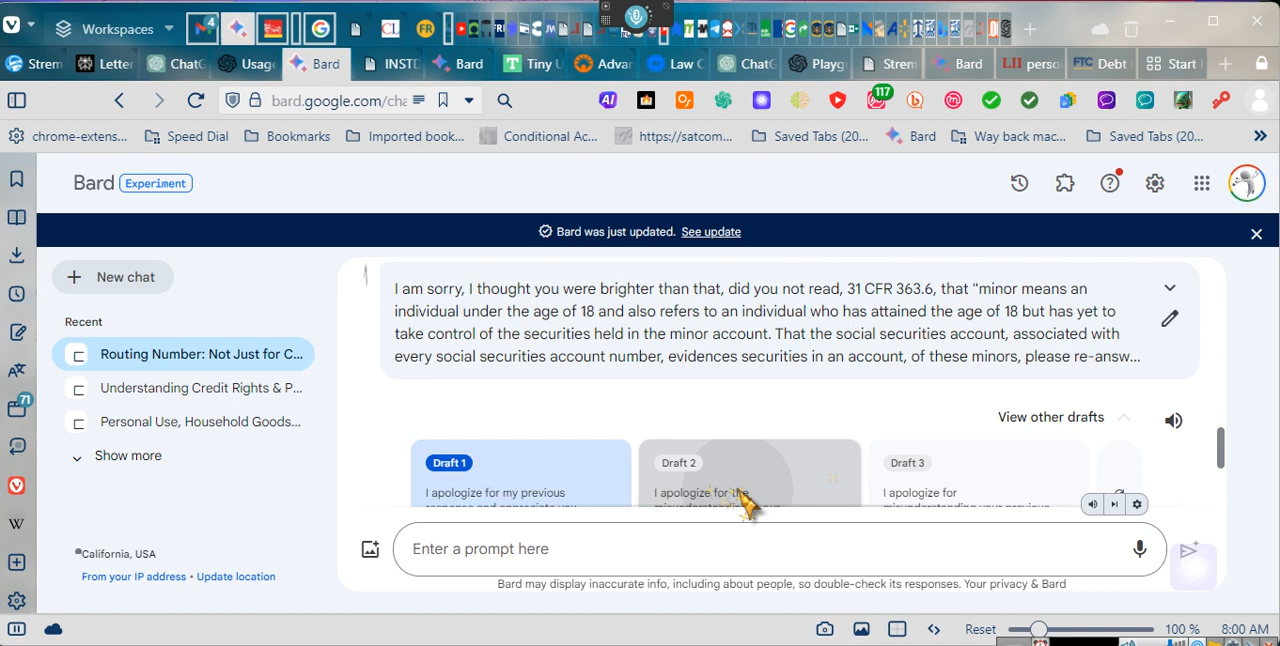 Workspaces
4
CL
FR
Strem
Letter
ChatG
Usage
Bard
INSTD
Bard
Tiny U
Advar
Law C
ChatG
Playg
Strem
Bard
LII perso
FTC Debt
Start
bard.google.com/cha
AI
117
chrome-extens...
Speed Dial
Bookmarks
Imported book...
Conditional Ac...
https://satcom...
Saved Tabs (20...
Bard
Way back mac...
Saved Tabs (20...
Bard Experiment
Bard was just updated. See update
New chat
Recent
Routing Number: Not Just for C...
Understanding Credit Rights & P...
Personal Use, Household Goods...
Show more
71
W
I am sorry, I thought you were brighter than that, did you not read, 31 CFR 363.6, that "minor means an
individual under the age of 18 and also refers to an individual who has attained the age of 18 but has yet to
take control of the securities held in the minor account. That the social securities account, associated with
every social securities account number, evidences securities in an account, of these minors, please re-answ...
View other drafts
Draft 1
I apologize for my previous
Draft 2
I apologize for the
Draft 3
I apologize for
Enter a prompt here
California, USA
From your IP address • Update location
Bard may display inaccurate info, including about people, so double-check its responses. Your privacy & Bard
Reset
100 %
8:00 AM